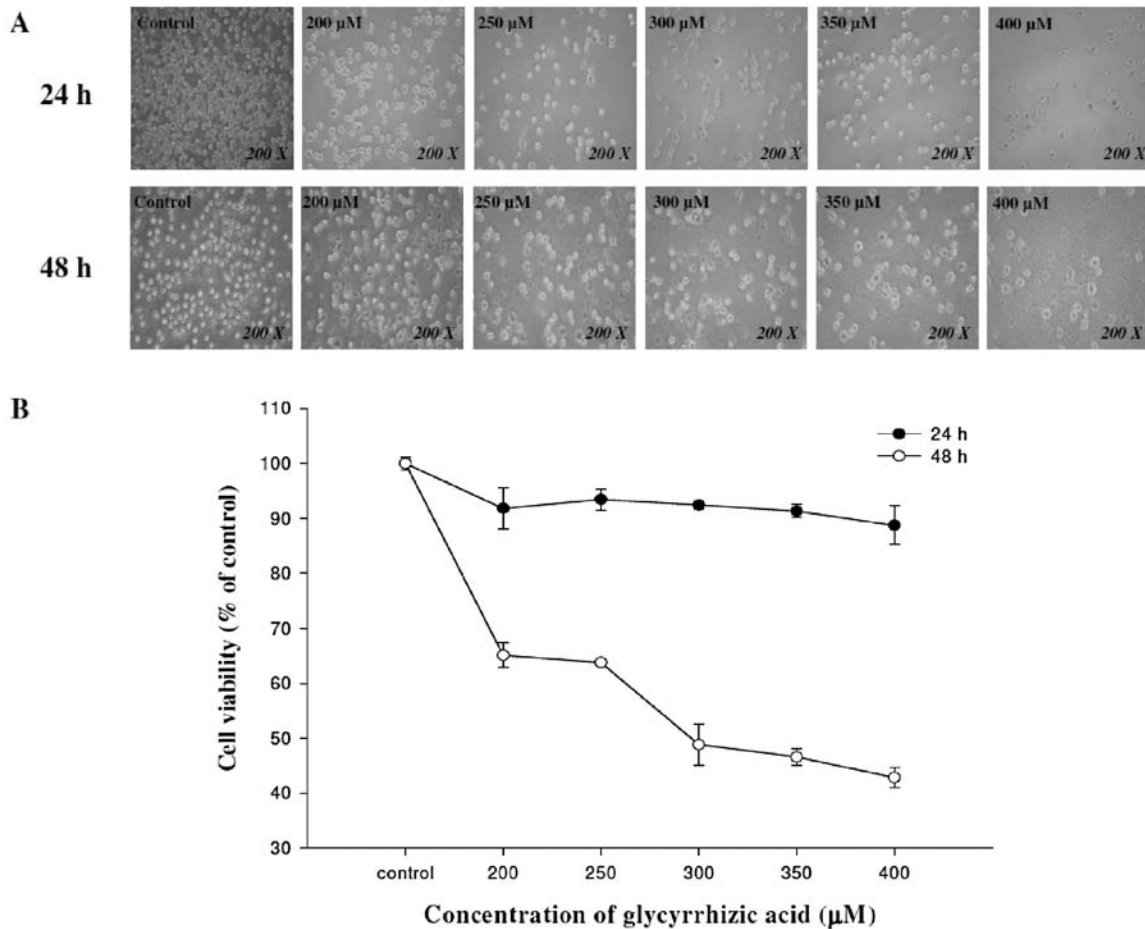 A
24 h
Control 200 µM 250 µM 300 µM 350 µM 400 µM
200 X 200 X 200 X 200 X 200 X 200 X
48 h
Control 200 µM 250 µM 300 µM 350 µM 400 µM
200 X 200 X 200 X 200 X 200 X 200 X
B
Cell viability (% of control)
110
100
90
80
70
60
50
40
30
24 h
48 h
control 200 250 300 350 400
Concentration of glycyrrhizic acid (µM)